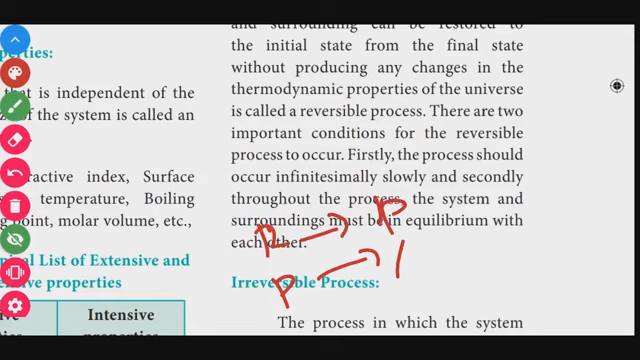 and surrounding can be restored to
the initial state from the final state
without producing any changes in the
thermodynamic properties of the universe
is called a reversible process. There are two
important conditions for the reversible
process to occur. Firstly, the process should
occur infinitesimally slowly and secondly
throughout the process, the system and
surroundings must be in equilibrium with
each other.
Irreversible Process:
The process in which the system
perties:
that is independent of the
of the system is called an
active index, Surface
temperature, Boiling
point, molar volume, etc.,
List of Extensive and
properties
Intensive
R → P
P →